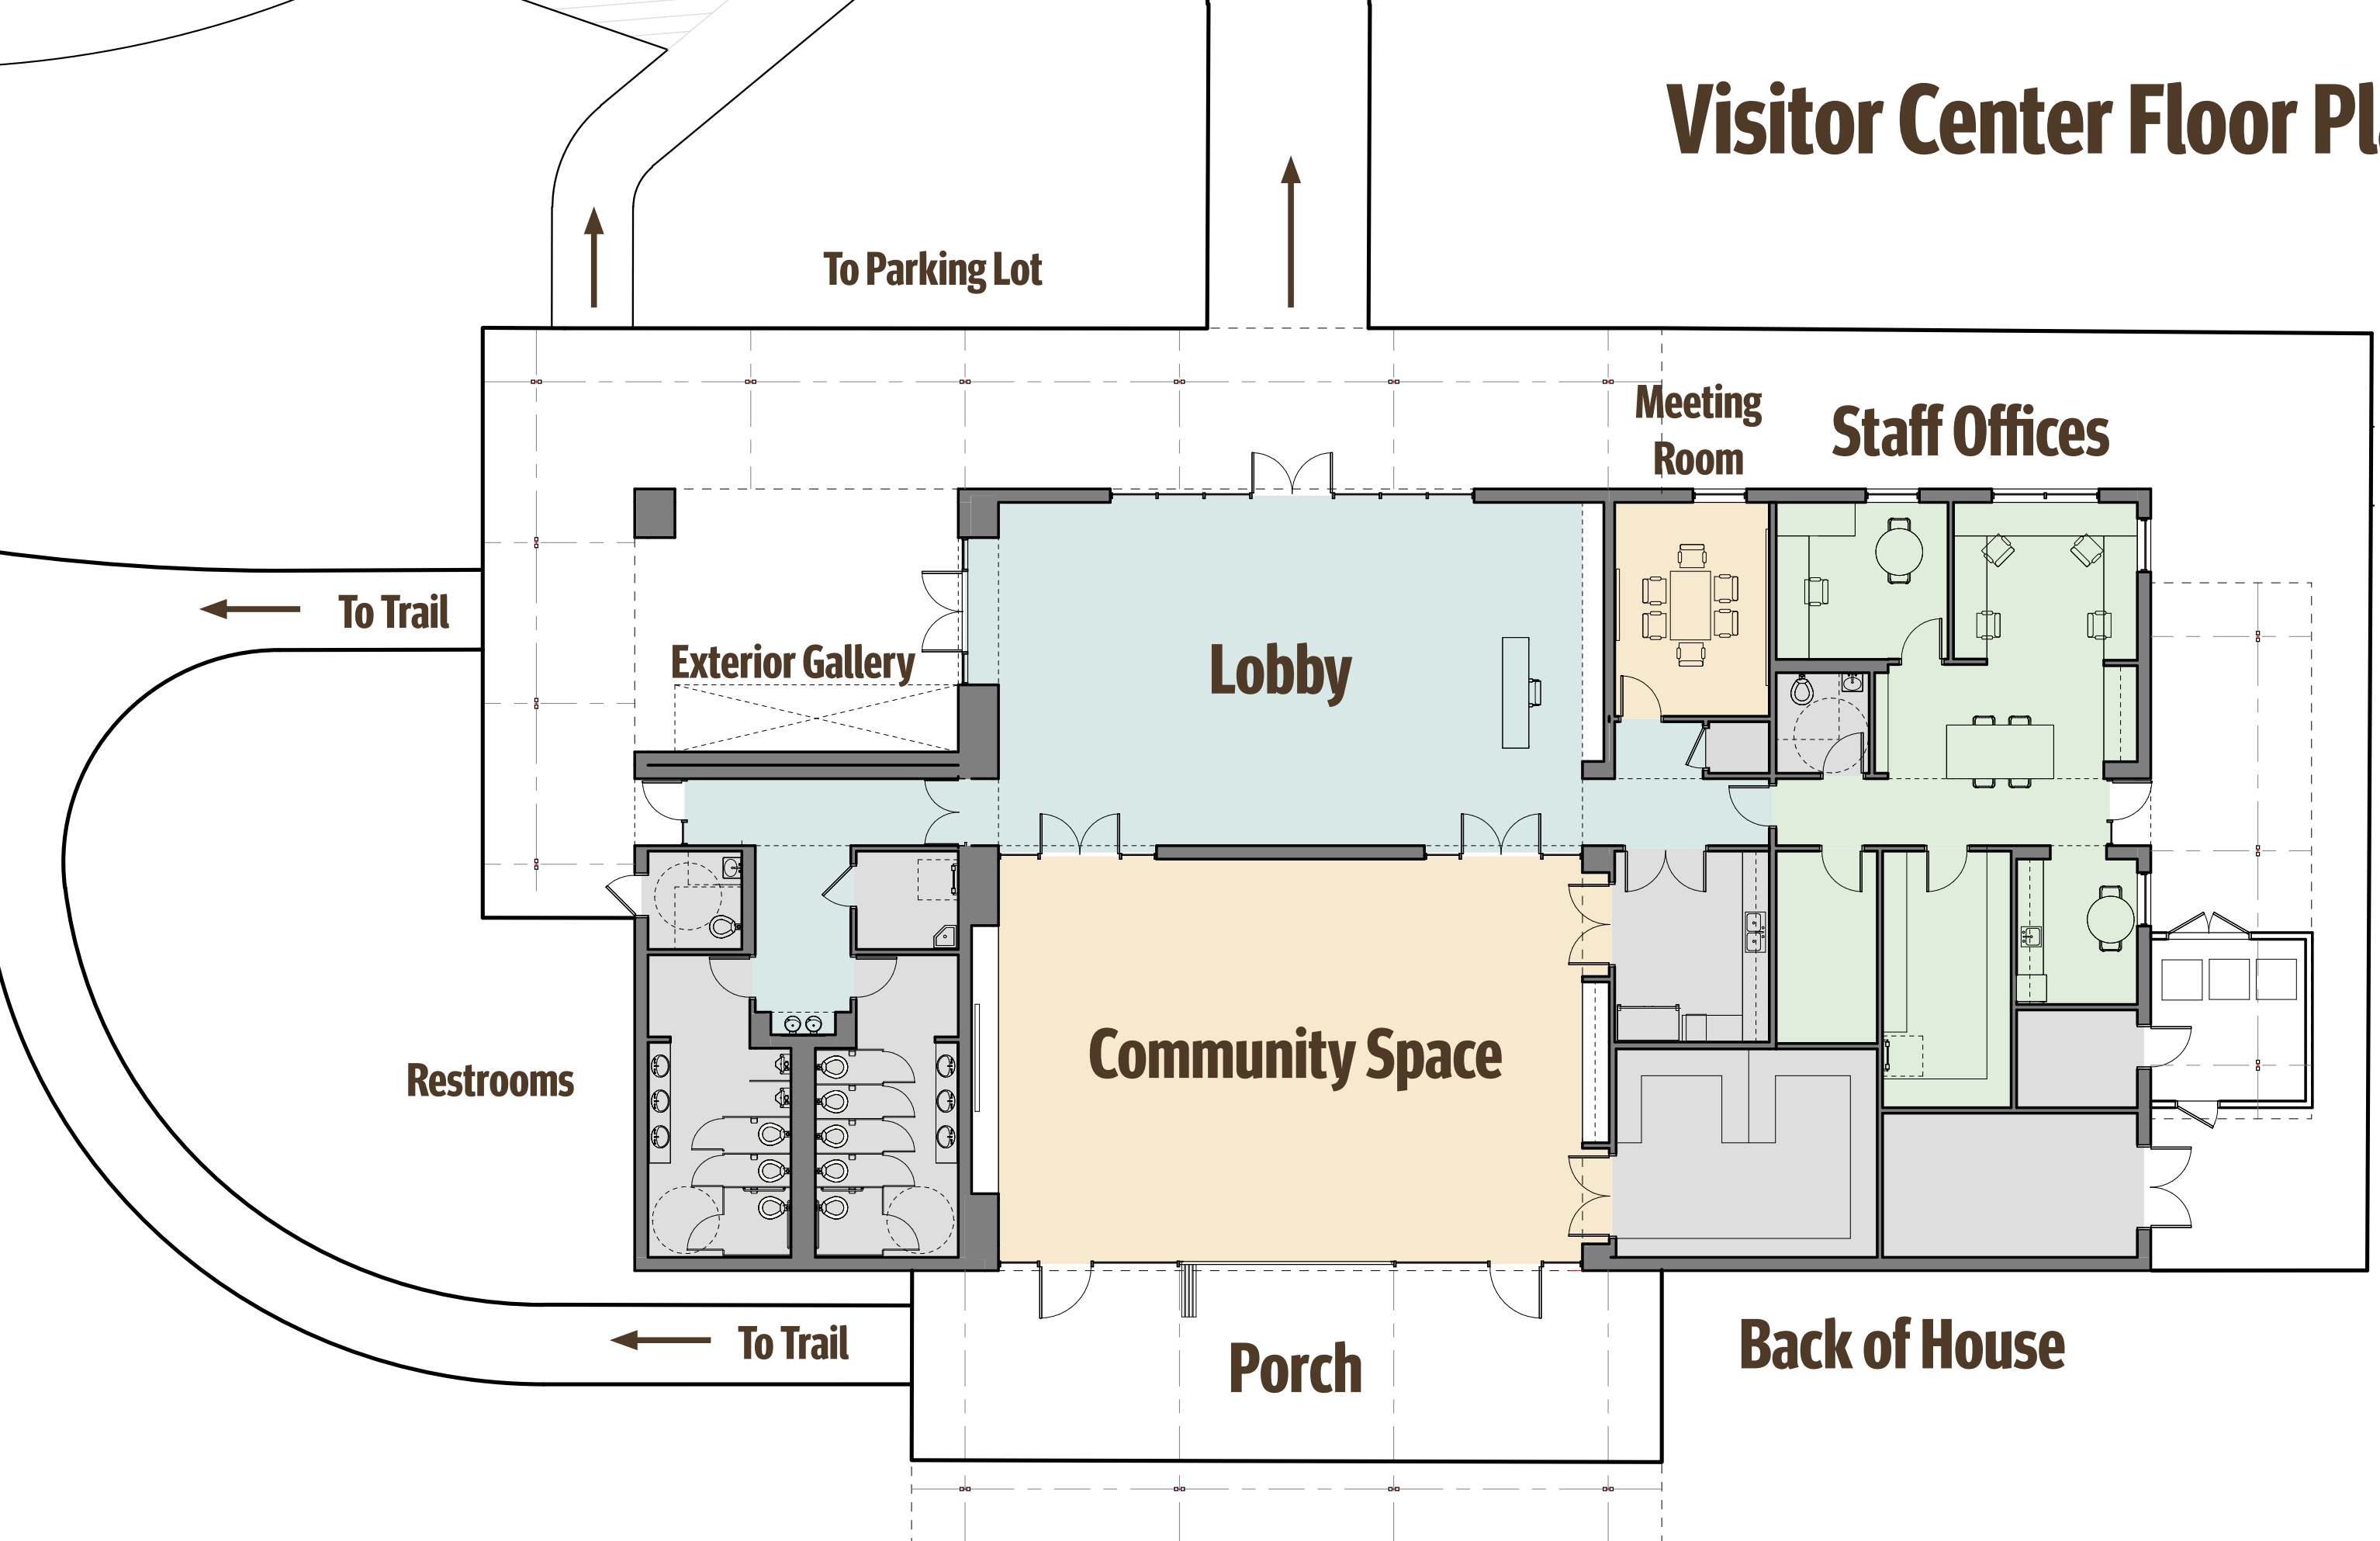 Visitor Center Floor Pl
To Parking Lot
Meeting
Room
Staff Offices
To Trail
Exterior Gallery
Lobby
Community Space
Restrooms
To Trail
Porch
Back of House